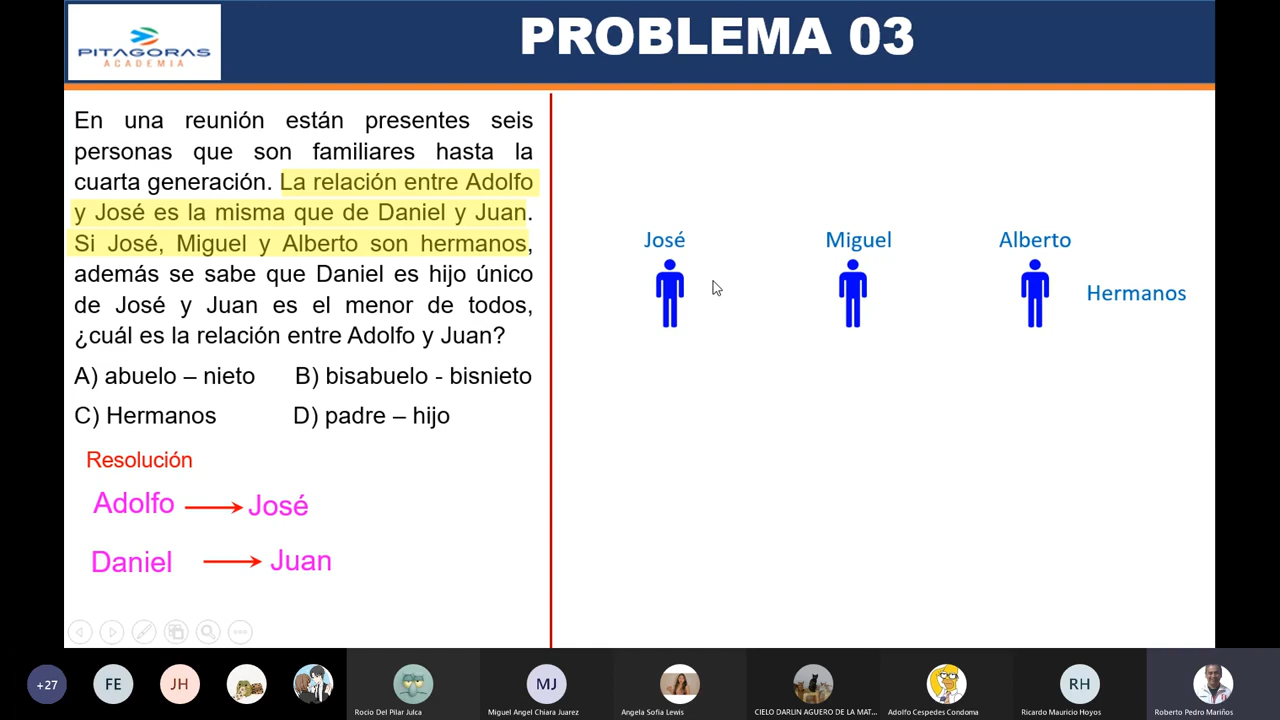 PITAGORAS
ACADEMIA
PROBLEMA 03
En una reunión están presentes seis
personas que son familiares hasta la
cuarta generación. La relación entre Adolfo
y José es la misma que de Daniel y Juan.
Si José, Miguel y Alberto son hermanos,
además se sabe que Daniel es hijo único
de José y Juan es el menor de todos,
¿cuál es la relación entre Adolfo y Juan?
A) abuelo – nieto B) bisabuelo - bisnieto
C) Hermanos D) padre – hijo
Resolución
Adolfo José
Daniel Juan
José Miguel Alberto
Hermanos
+27 FE JH MJ RH
Rocio Del Pilar Julca Miguel Angel Chiara Juarez Angela Sofia Lewis CIELO DARLIN AGUERO DE LA MAT... Adolfo Cespedes Condoma Ricardo Mauricio Hoyos Roberto Pedro Mariños